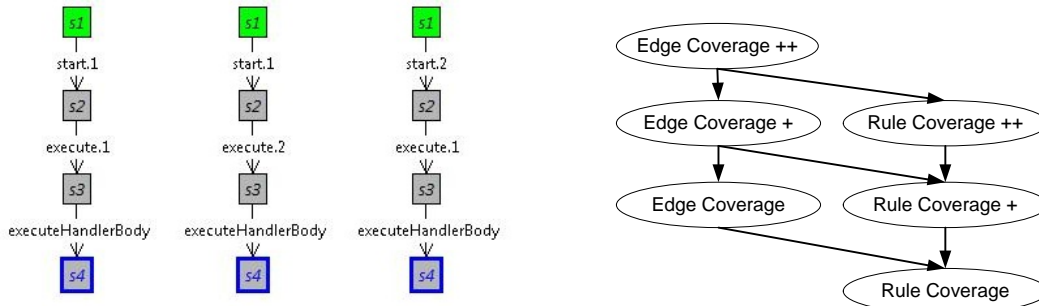 s1
start.1
s2
execute.1
s3
executeHandlerBody
s4
s1
start.1
s2
execute.2
s3
executeHandlerBody
s4
s1
start.2
s2
execute.1
s3
executeHandlerBody
s4
Edge Coverage ++
Edge Coverage +
Rule Coverage ++
Edge Coverage
Rule Coverage +
Rule Coverage